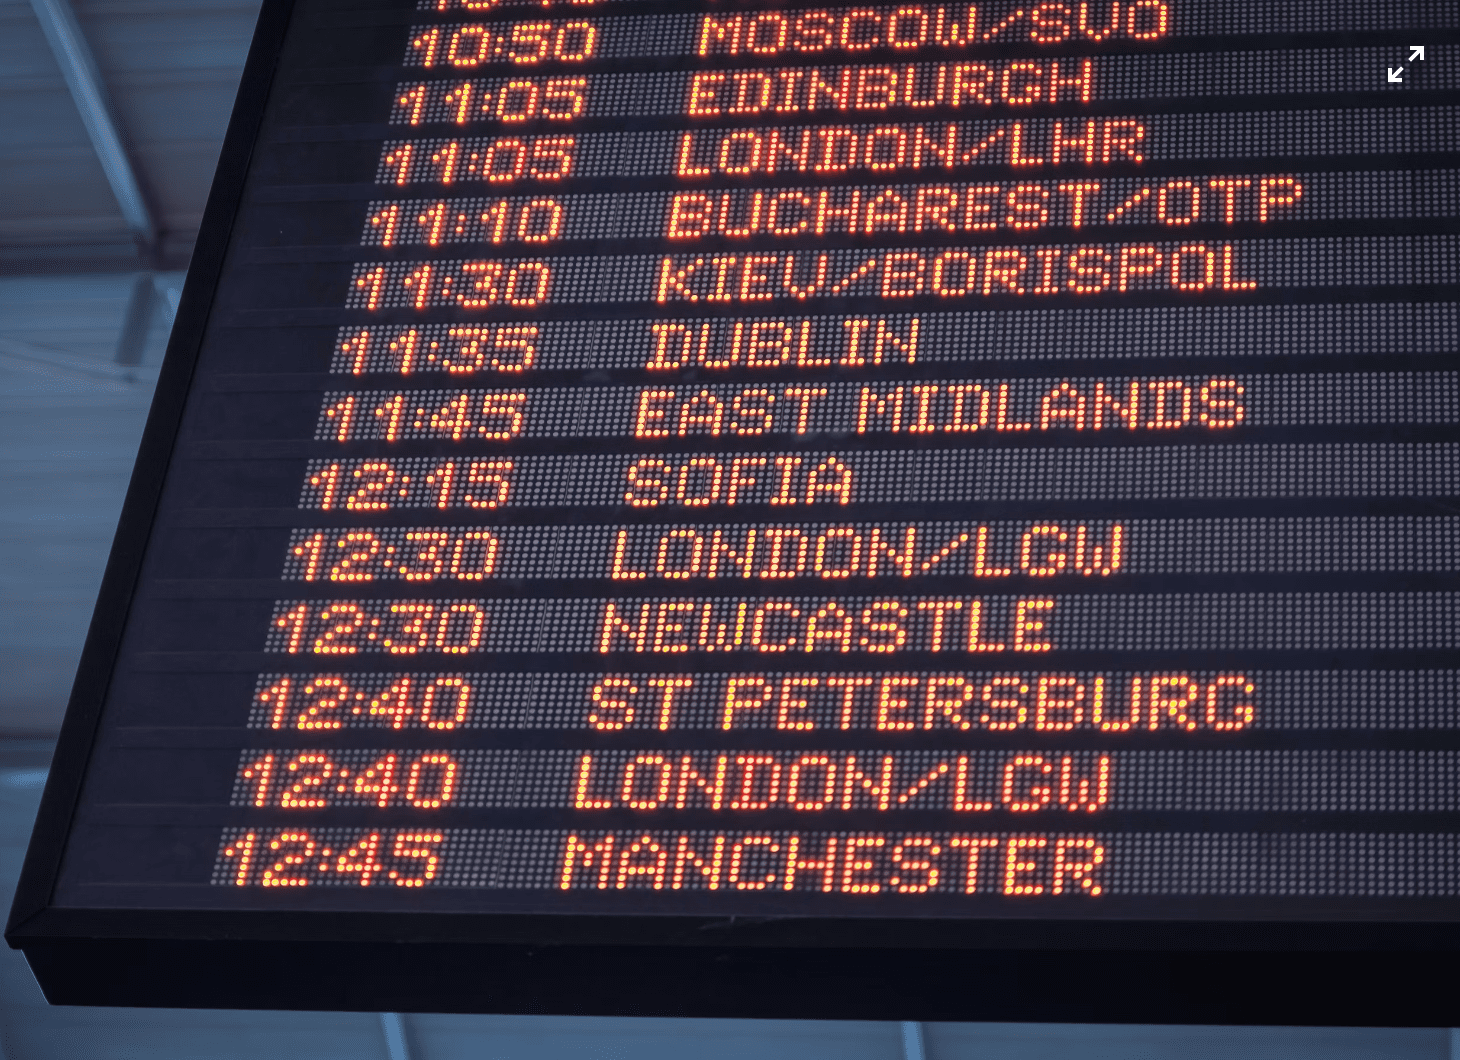 10:50 MOSCOW/SVO
11:05 EDINBURGH
11:05 LONDON/LHR
11:10 BUCHAREST/OTP
11:30 KIEV/BORISPOL
11:35 DUBLIN
11:45 EAST MIDLANDS
12:15 SOFIA
12:30 LONDON/LGW
12:30 NEWCASTLE
12:40 ST PETERSBURG
12:40 LONDON/LGW
12:45 MANCHESTER